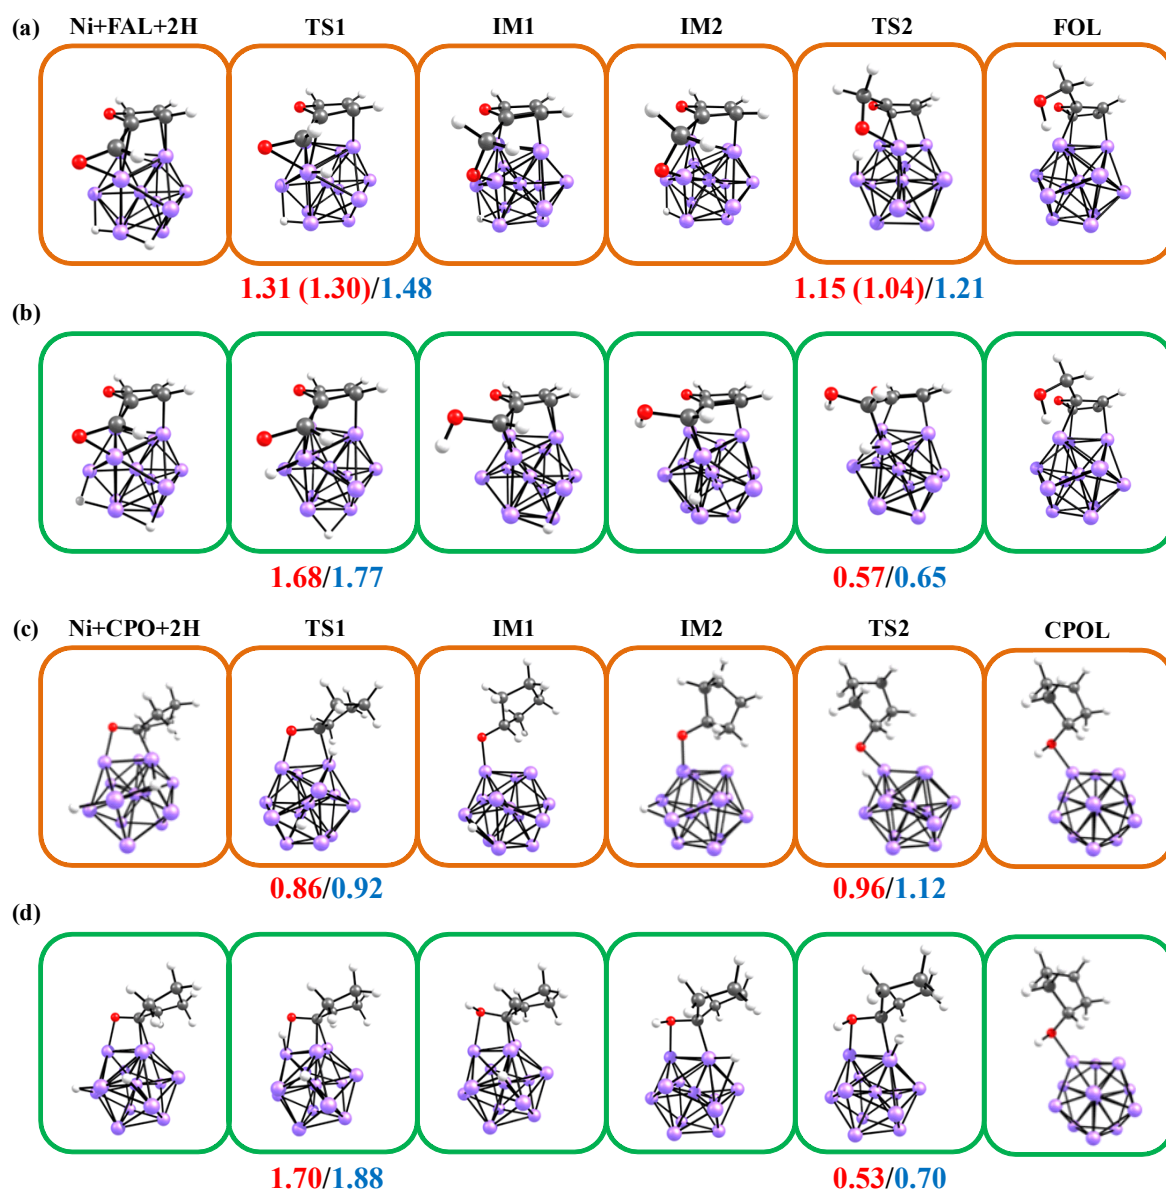 (a) Ni+FAL+2H TS1 IM1 IM2 TS2 FOL
1.31 (1.30)/1.48 1.15 (1.04)/1.21
(b)
1.68/1.77 0.57/0.65
(c) Ni+CPO+2H TS1 IM1 IM2 TS2 CPOL
0.86/0.92 0.96/1.12
(d)
1.70/1.88 0.53/0.70